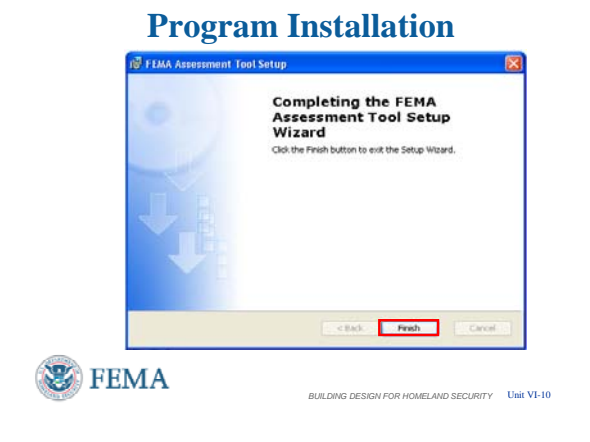 Program Installation
FEMA Assessment Tool Setup
Completing the FEMA
Assessment Tool Setup
Wizard
Click the Finish button to exit the Setup Wizard.
< Back Finish Cancel
FEMA
BUILDING DESIGN FOR HOMELAND SECURITY Unit VI-10